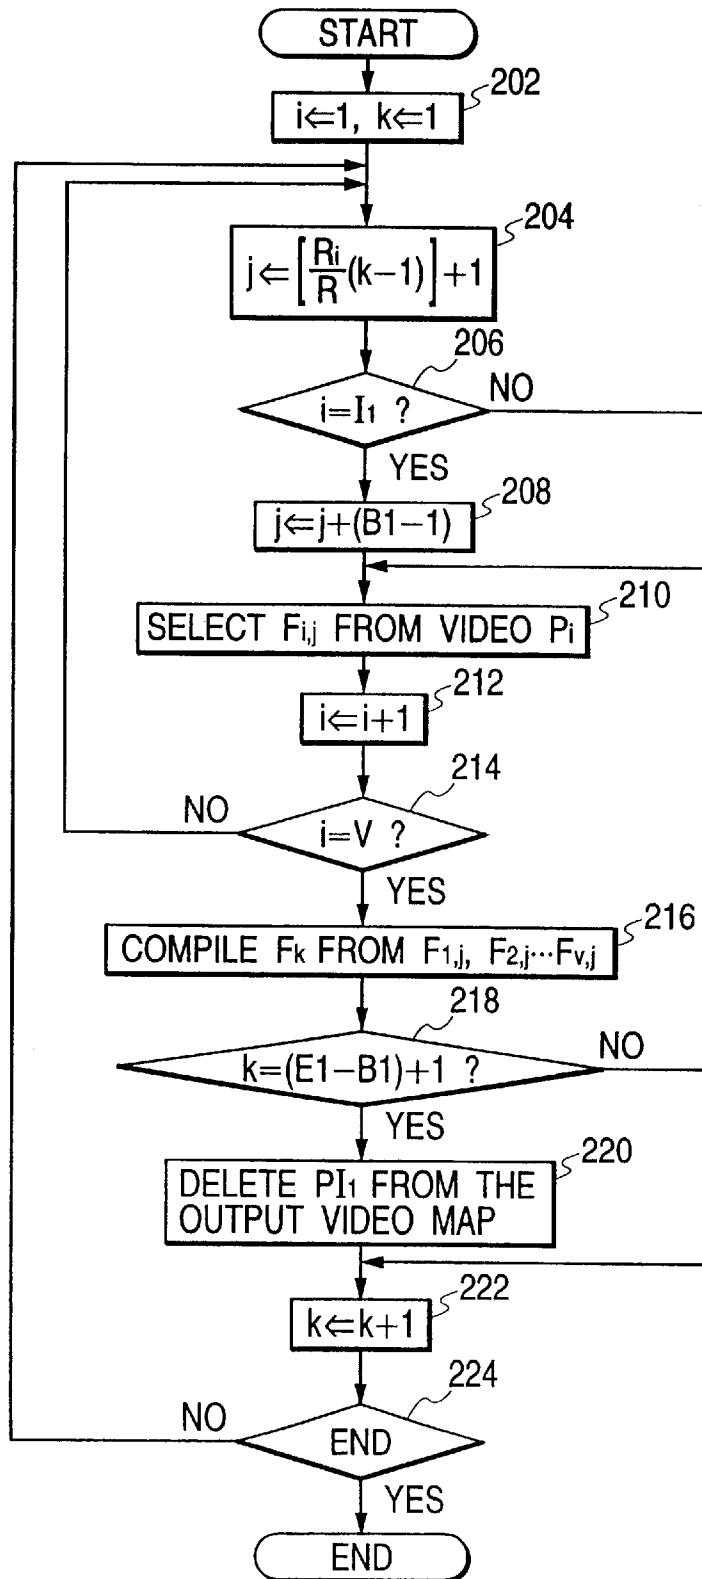 START
202
i⇐1, k⇐1
204
j⇐[Ri/R(k−1)]+1
206
i=I1 ?
NO
YES
208
j⇐j+(B1−1)
210
SELECT Fi,j FROM VIDEO Pi
212
i⇐i+1
214
NO
i=V ?
YES
216
COMPILE Fk FROM F1,j, F2,j···Fv,j
218
k=(E1−B1)+1 ?
NO
YES
220
DELETE PI1 FROM THE
OUTPUT VIDEO MAP
222
k⇐k+1
224
NO
END
YES
END